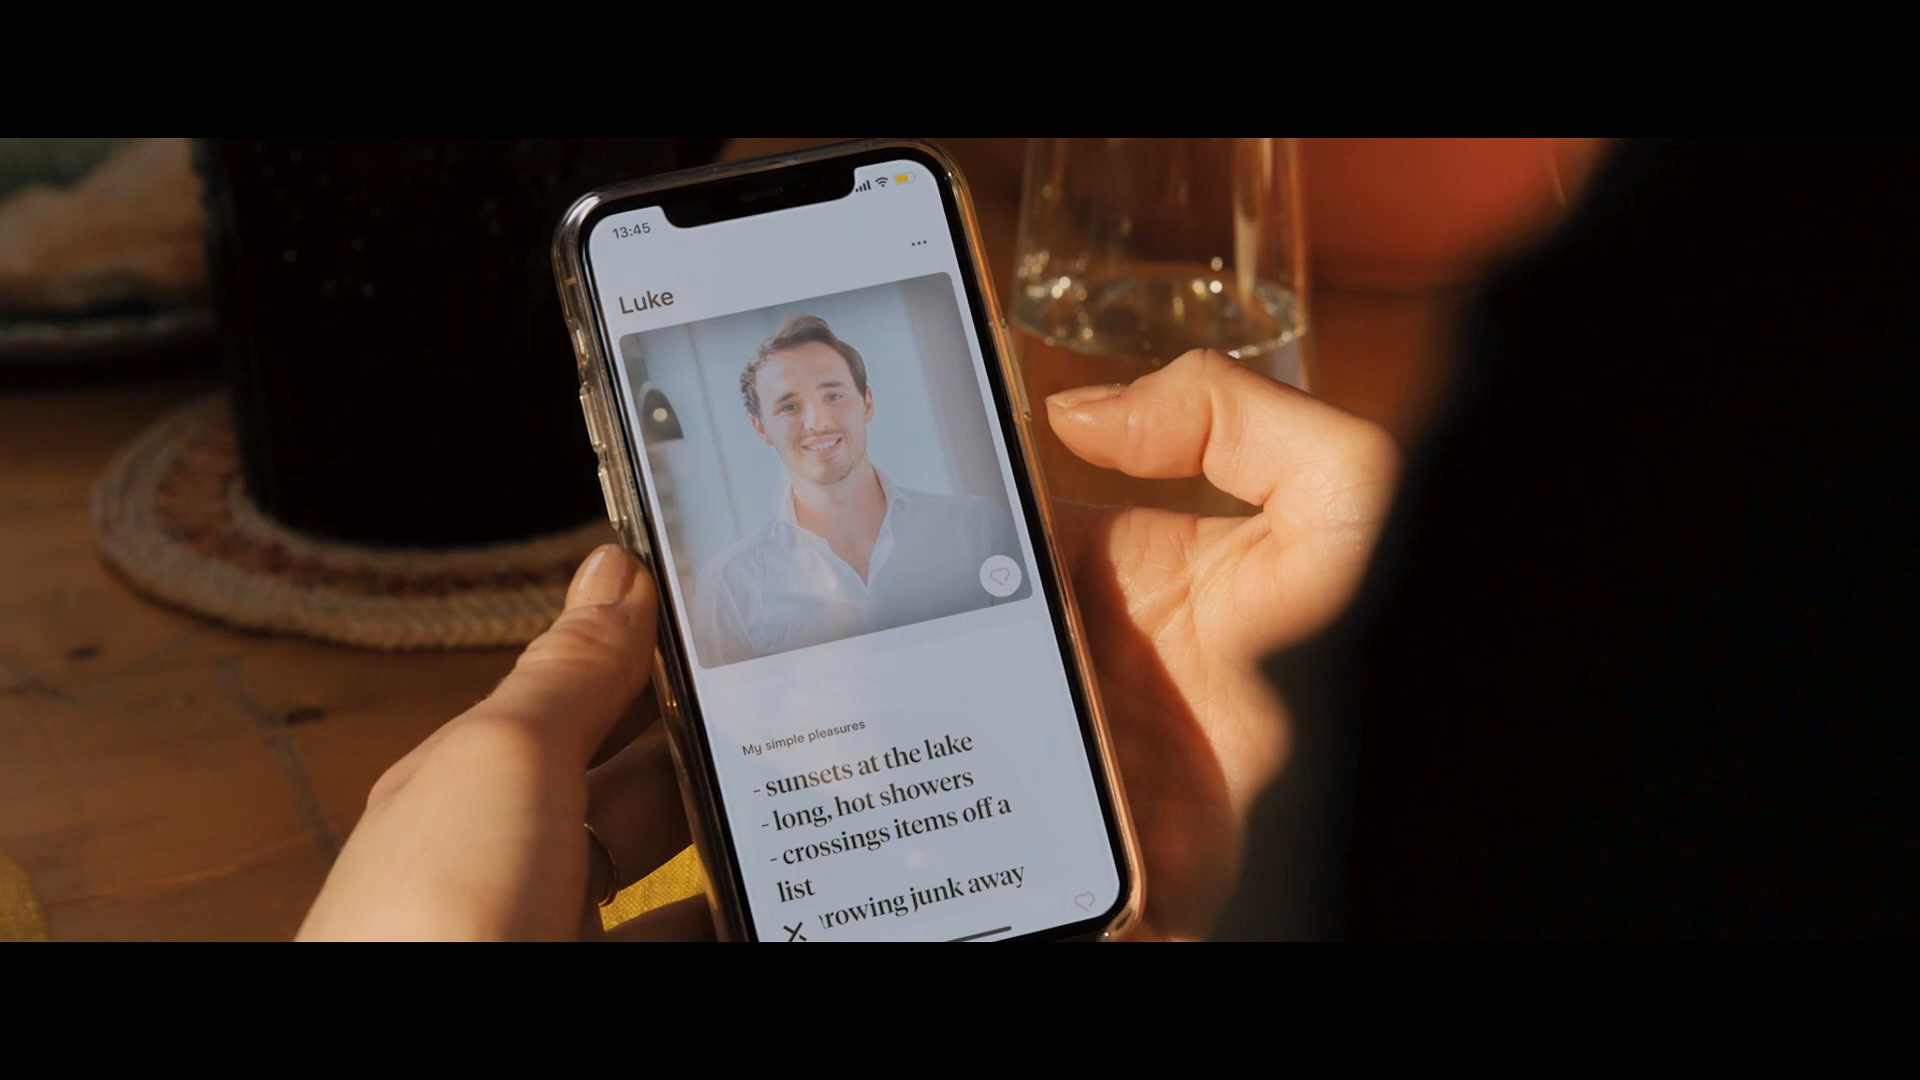 13:45
Luke
My simple pleasures
- sunsets at the lake
- long, hot showers
- crossings items off a
list
rowing junk away